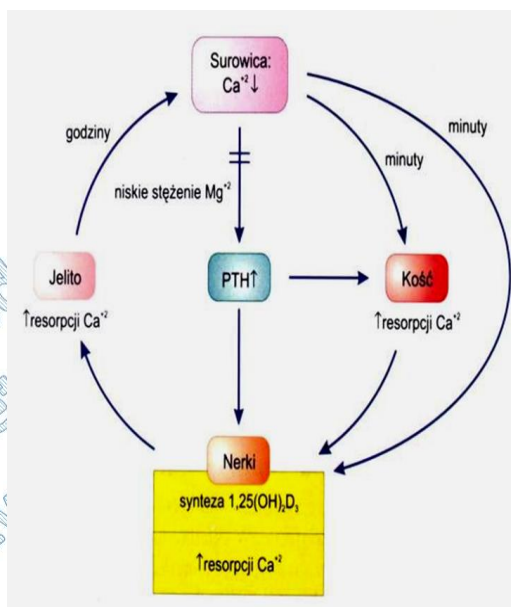 Surowica:
Ca⁺² ↓
godziny
minuty
minuty
niskie stężenie Mg⁺²
Jelito
PTH↑
Kość
↑resorpcji Ca⁺²
↑resorpcji Ca⁺²
Nerki
synteza 1,25(OH)₂D₃
↑resorpcji Ca⁺²